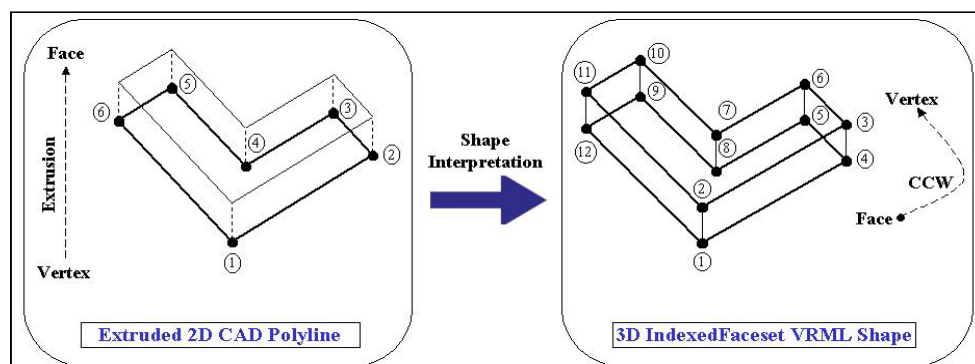 Face
Extrusion
Vertex
5
6
3
4
2
1
Extruded 2D CAD Polyline
Shape
Interpretation
10
11
9
6
7
5
3
8
12
4
2
1
Vertex
CCW
Face
3D IndexedFaceset VRML Shape